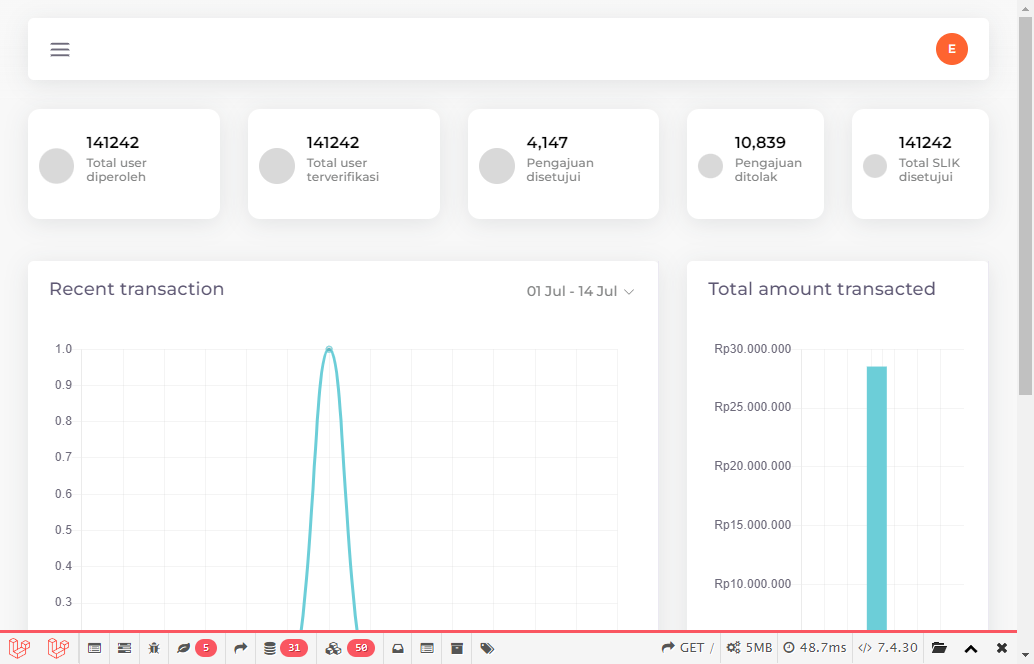 E
141242
Total user
diperoleh
141242
Total user
terverifikasi
4,147
Pengajuan
disetujui
10,839
Pengajuan
ditolak
141242
Total SLIK
disetujui
Recent transaction
01 Jul - 14 Jul
1.0
0.9
0.8
0.7
0.6
0.5
0.4
0.3
Total amount transacted
Rp30.000.000
Rp25.000.000
Rp20.000.000
Rp15.000.000
Rp10.000.000
5
31
50
GET /
5MB
48.7ms
7.4.30